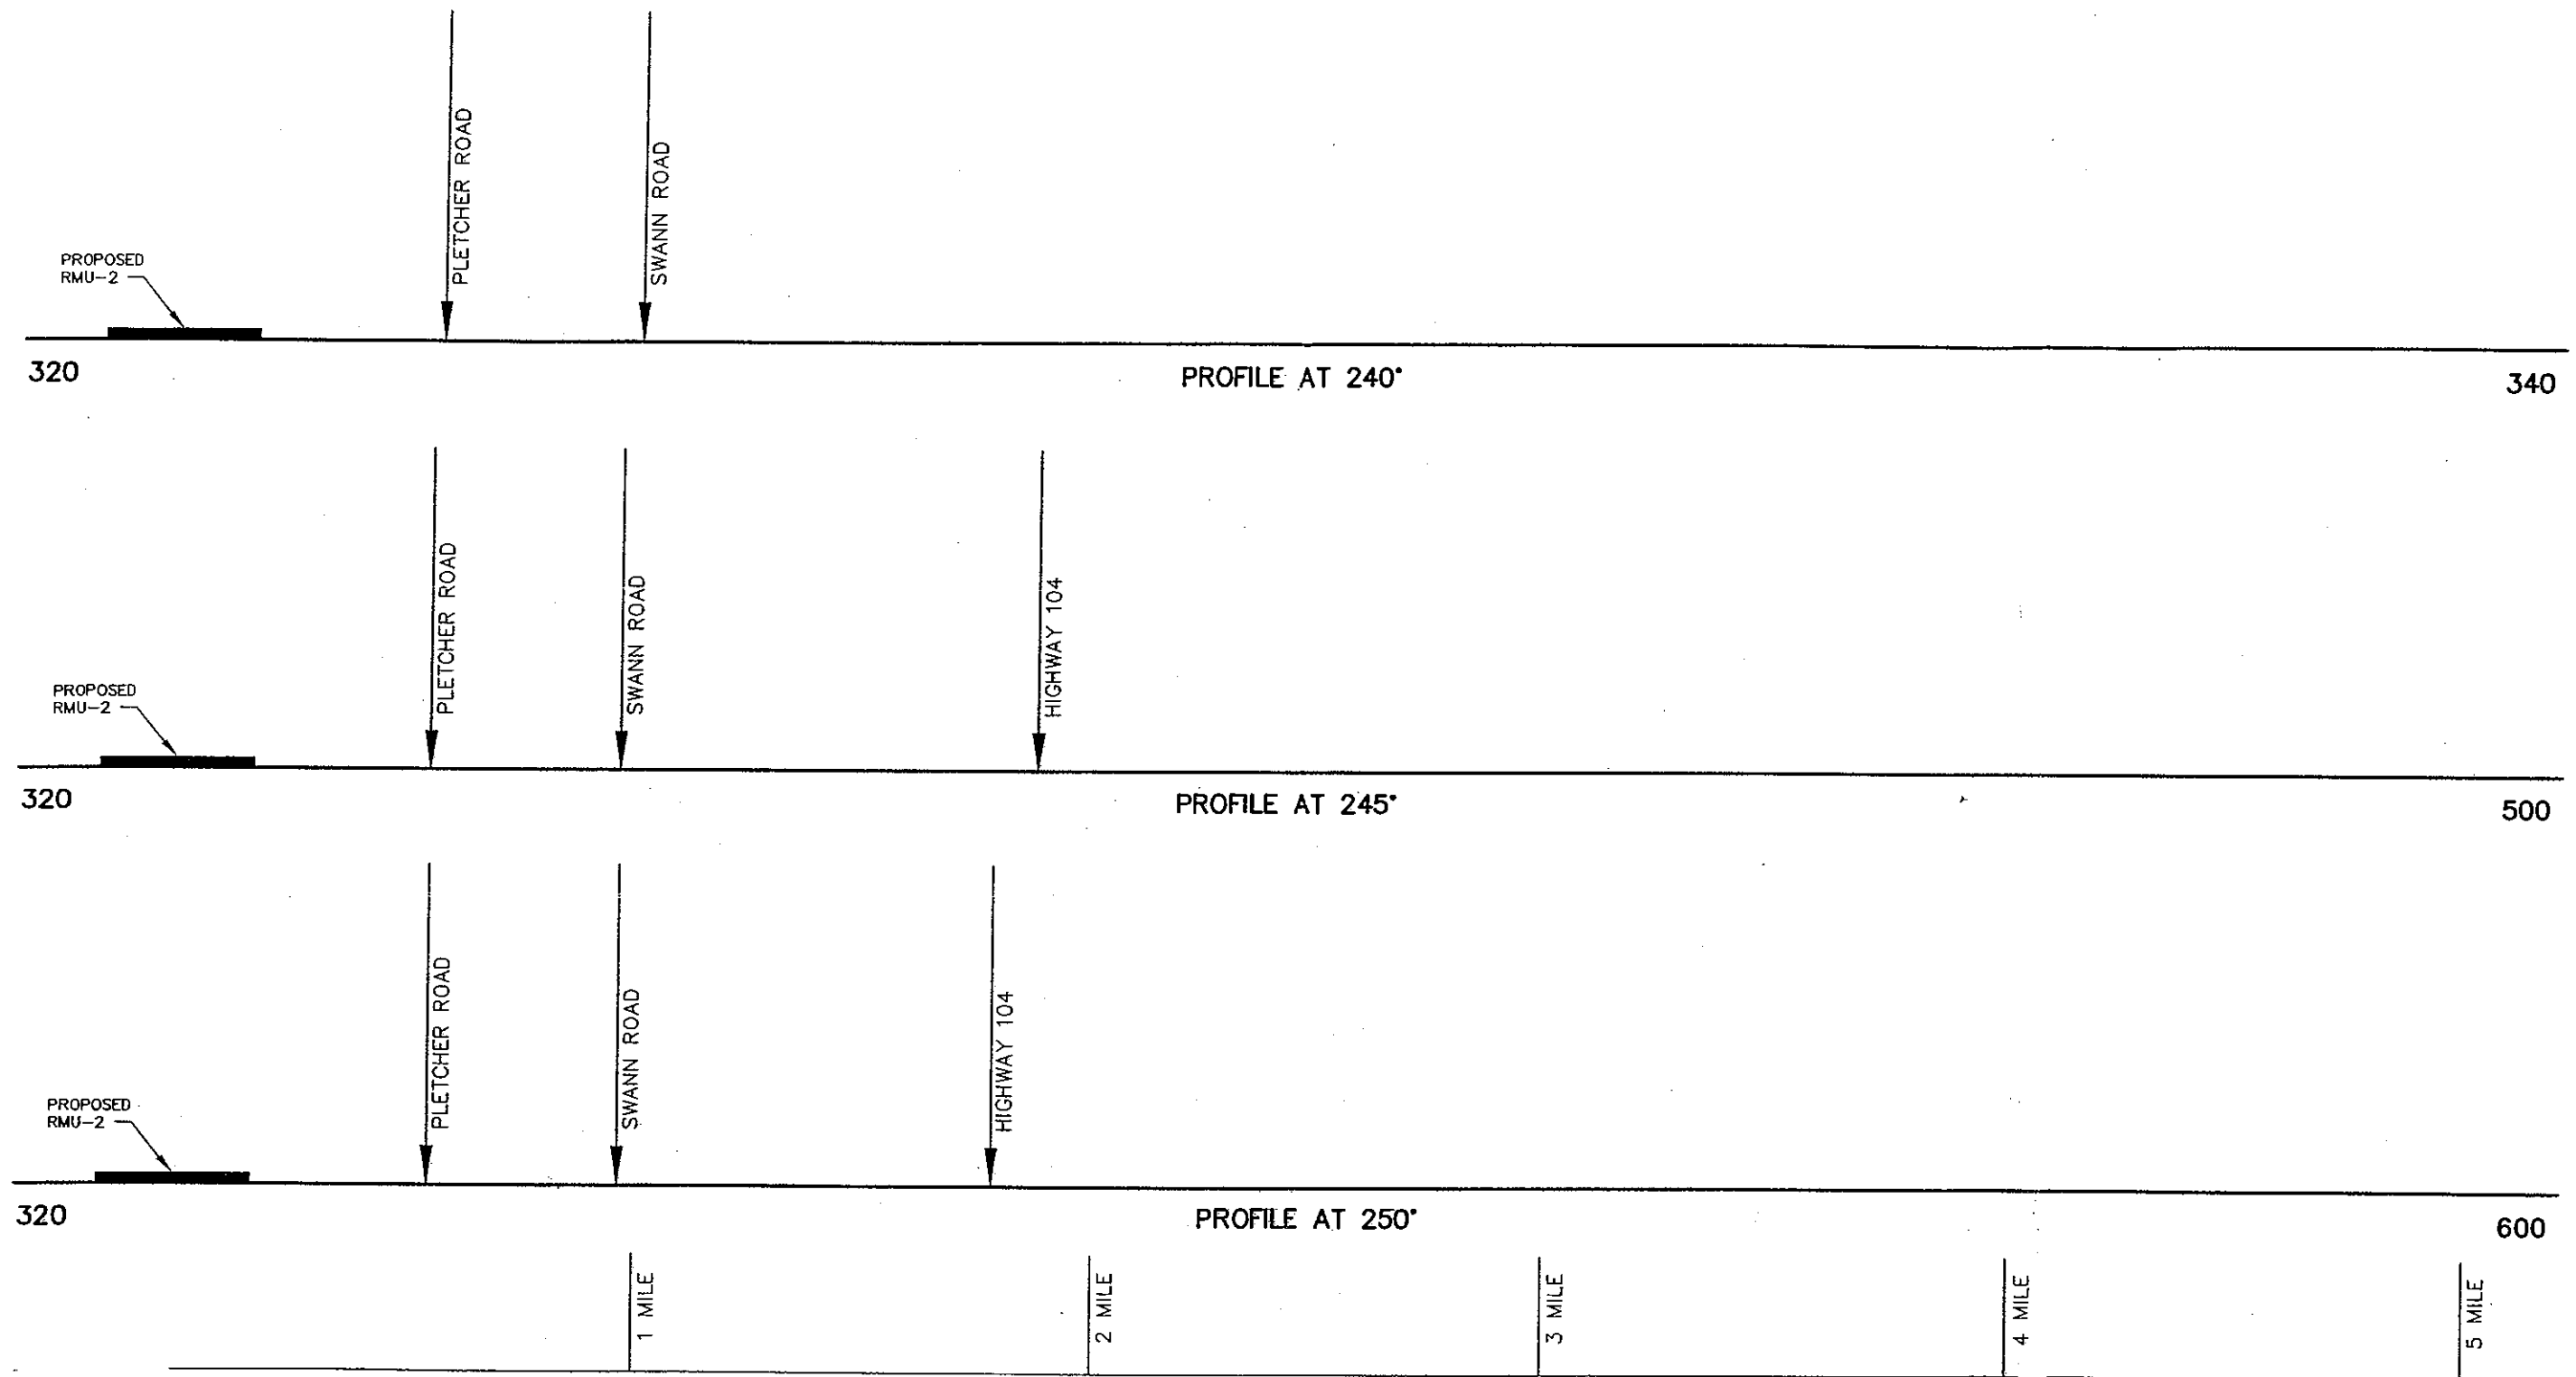 PLETCHER ROAD
SWANN ROAD
PROPOSED
RMU-2
320
PROFILE AT 240°
340
PLETCHER ROAD
SWANN ROAD
HIGHWAY 104
PROPOSED
RMU-2
320
PROFILE AT 245°
500
PLETCHER ROAD
SWANN ROAD
HIGHWAY 104
PROPOSED
RMU-2
320
PROFILE AT 250°
600
1 MILE
2 MILE
3 MILE
4 MILE
5 MILE